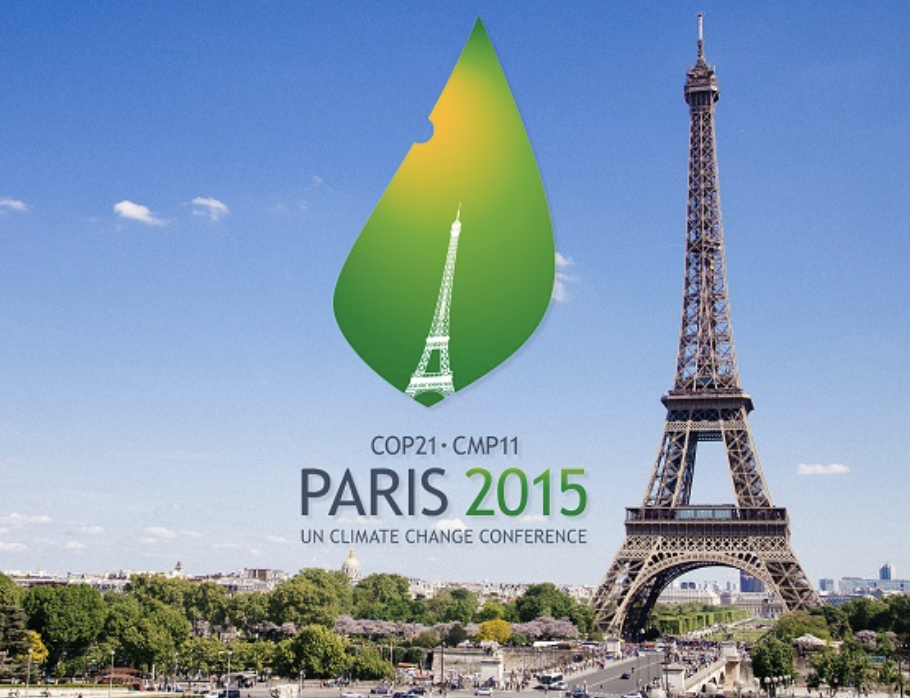 COP21· CMP11
PARIS 2015
UN CLIMATE CHANGE CONFERENCE